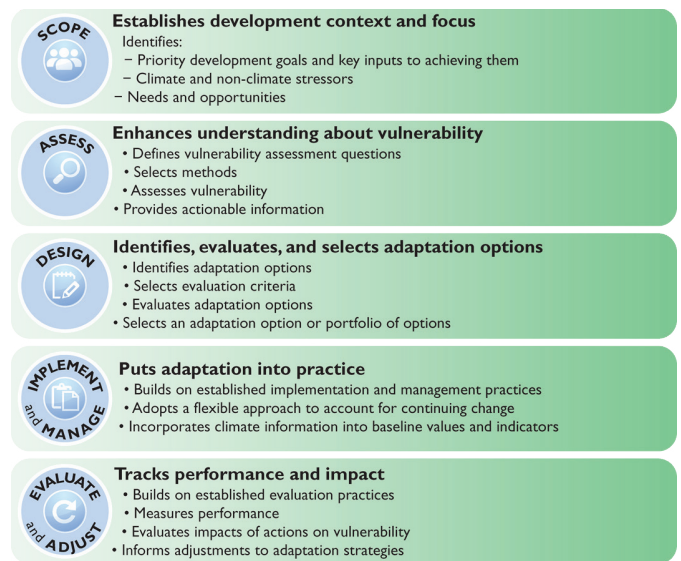 SCOPE
Establishes development context and focus
Identifies:
– Priority development goals and key inputs to achieving them
– Climate and non-climate stressors
– Needs and opportunities
ASSESS
Enhances understanding about vulnerability
• Defines vulnerability assessment questions
• Selects methods
• Assesses vulnerability
• Provides actionable information
DESIGN
Identifies, evaluates, and selects adaptation options
• Identifies adaptation options
• Selects evaluation criteria
• Evaluates adaptation options
• Selects an adaptation option or portfolio of options
IMPLEMENT
and MANAGE
Puts adaptation into practice
• Builds on established implementation and management practices
• Adopts a flexible approach to account for continuing change
• Incorporates climate information into baseline values and indicators
EVALUATE
and ADJUST
Tracks performance and impact
• Builds on established evaluation practices
• Measures performance
• Evaluates impacts of actions on vulnerability
• Informs adjustments to adaptation strategies